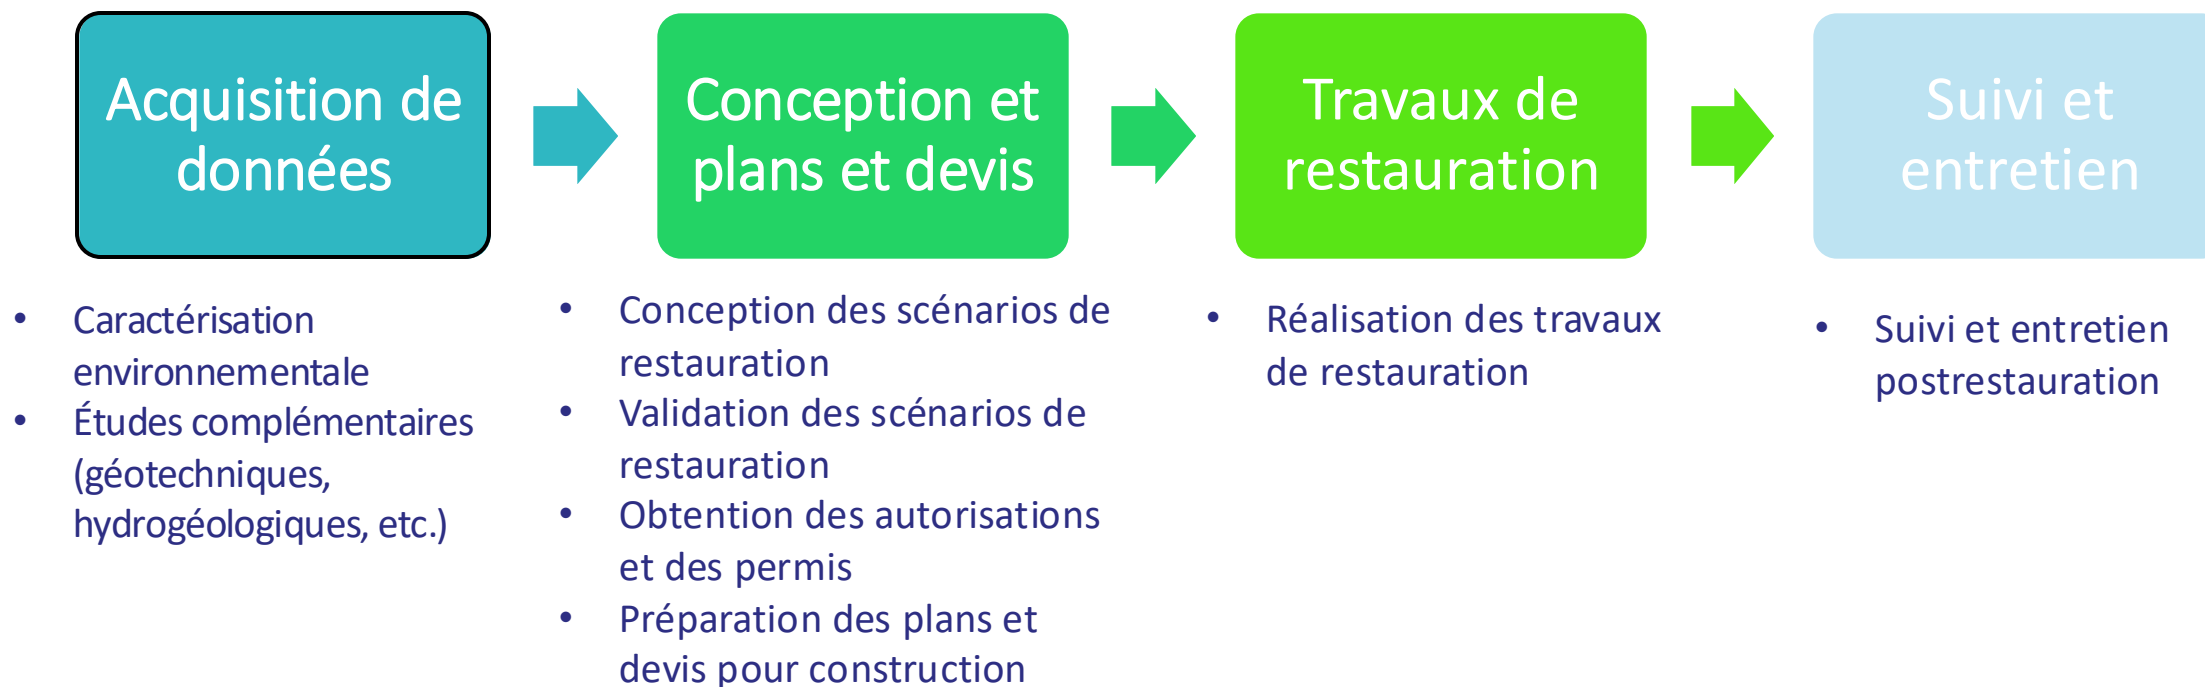 Acquisition de
données
Conception et
plans et devis
Travaux de
restauration
Suivi et
entretien
• Caractérisation
environnementale
• Études complémentaires
(géotechniques,
hydrogéologiques, etc.)
• Conception des scénarios de
restauration
• Validation des scénarios de
restauration
• Obtention des autorisations
et des permis
• Préparation des plans et
devis pour construction
• Réalisation des travaux
de restauration
• Suivi et entretien
postrestauration